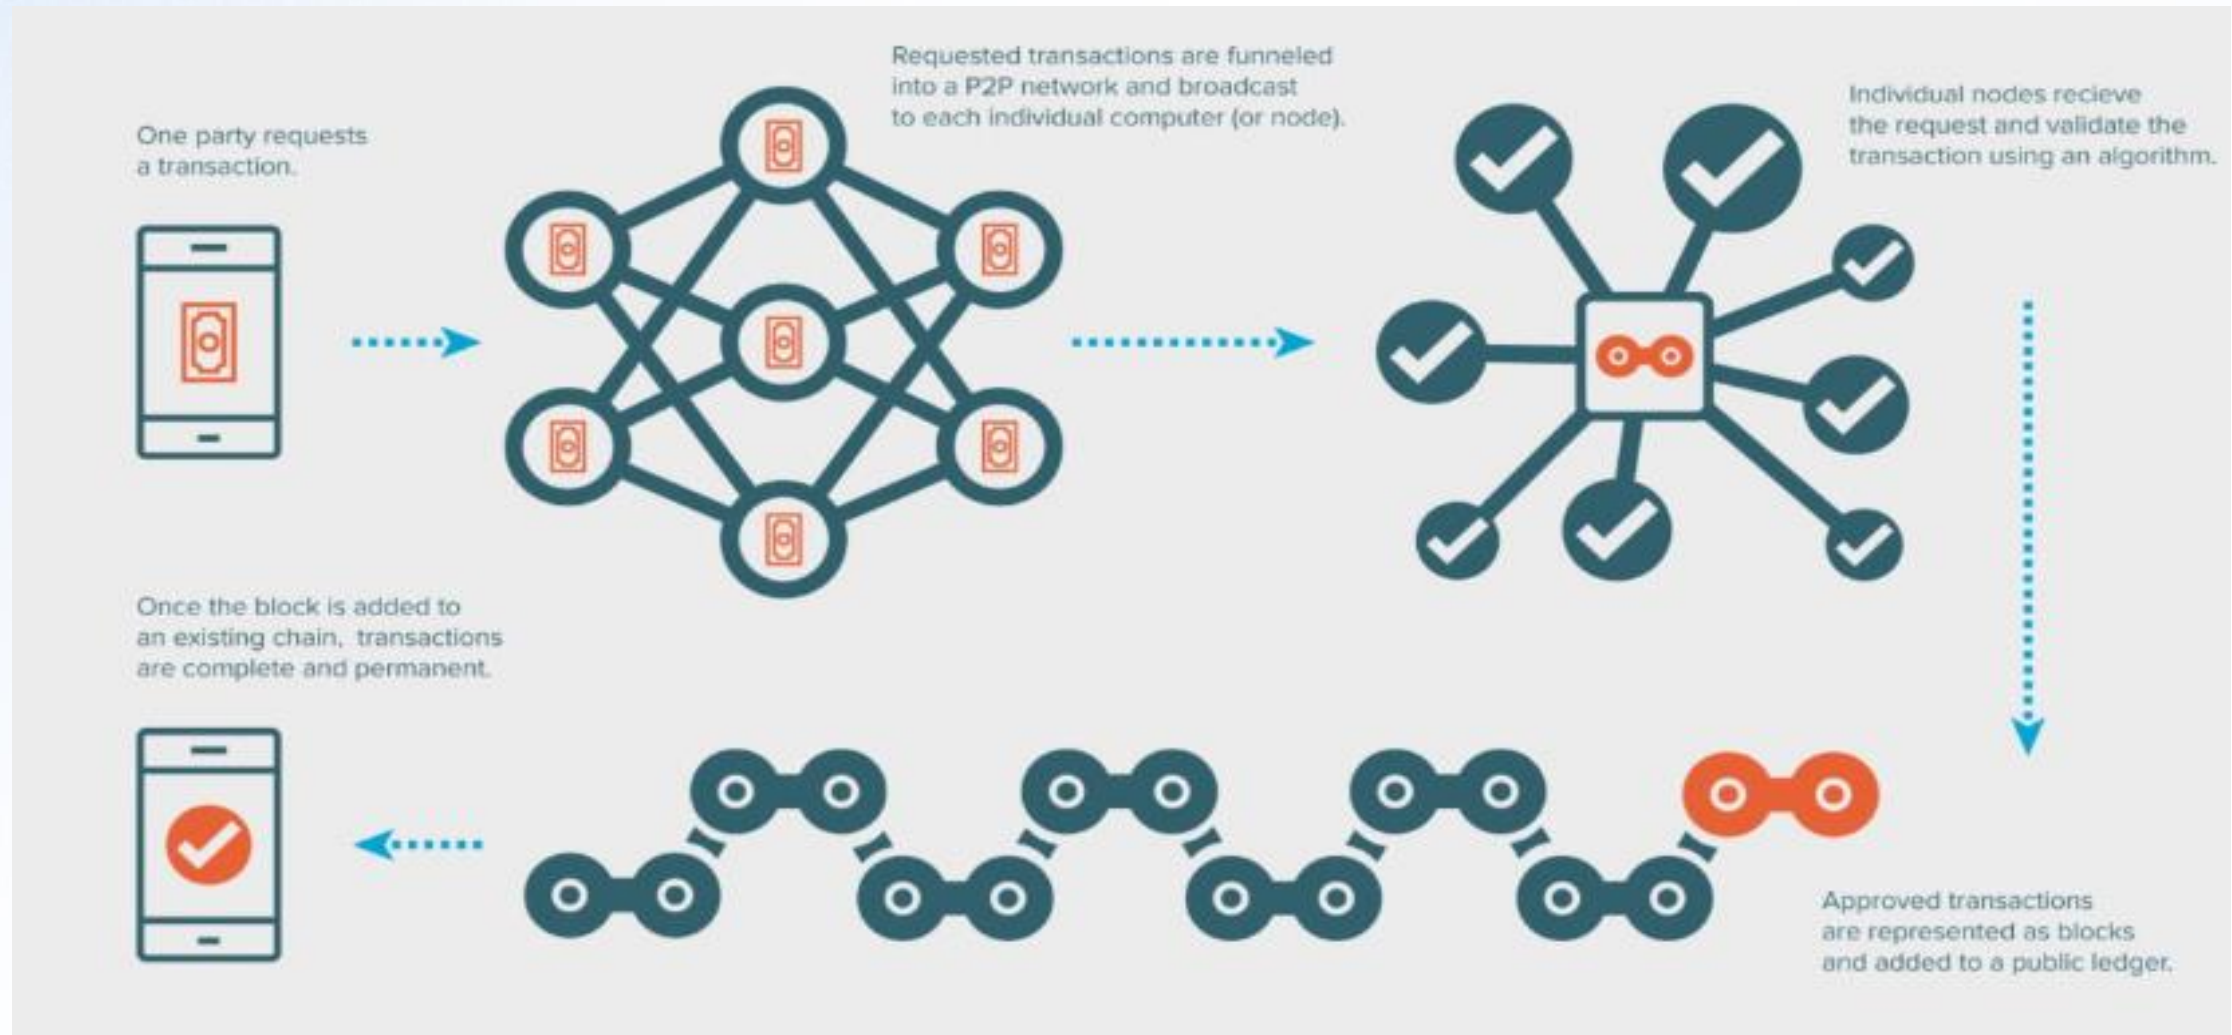 One party requests
a transaction.
Requested transactions are funneled
into a P2P network and broadcast
to each individual computer (or node).
Individual nodes recieve
the request and validate the
transaction using an algorithm.
Once the block is added to
an existing chain, transactions
are complete and permanent.
Approved transactions
are represented as blocks
and added to a public ledger.